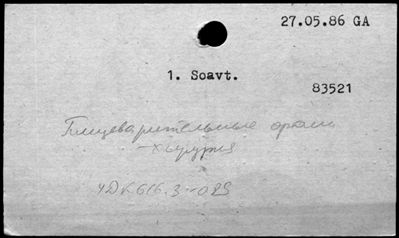 27.05.86 GA
1. Soavt.
83521
Пищеварительные органы
- хирургия
УДК 616.3-089